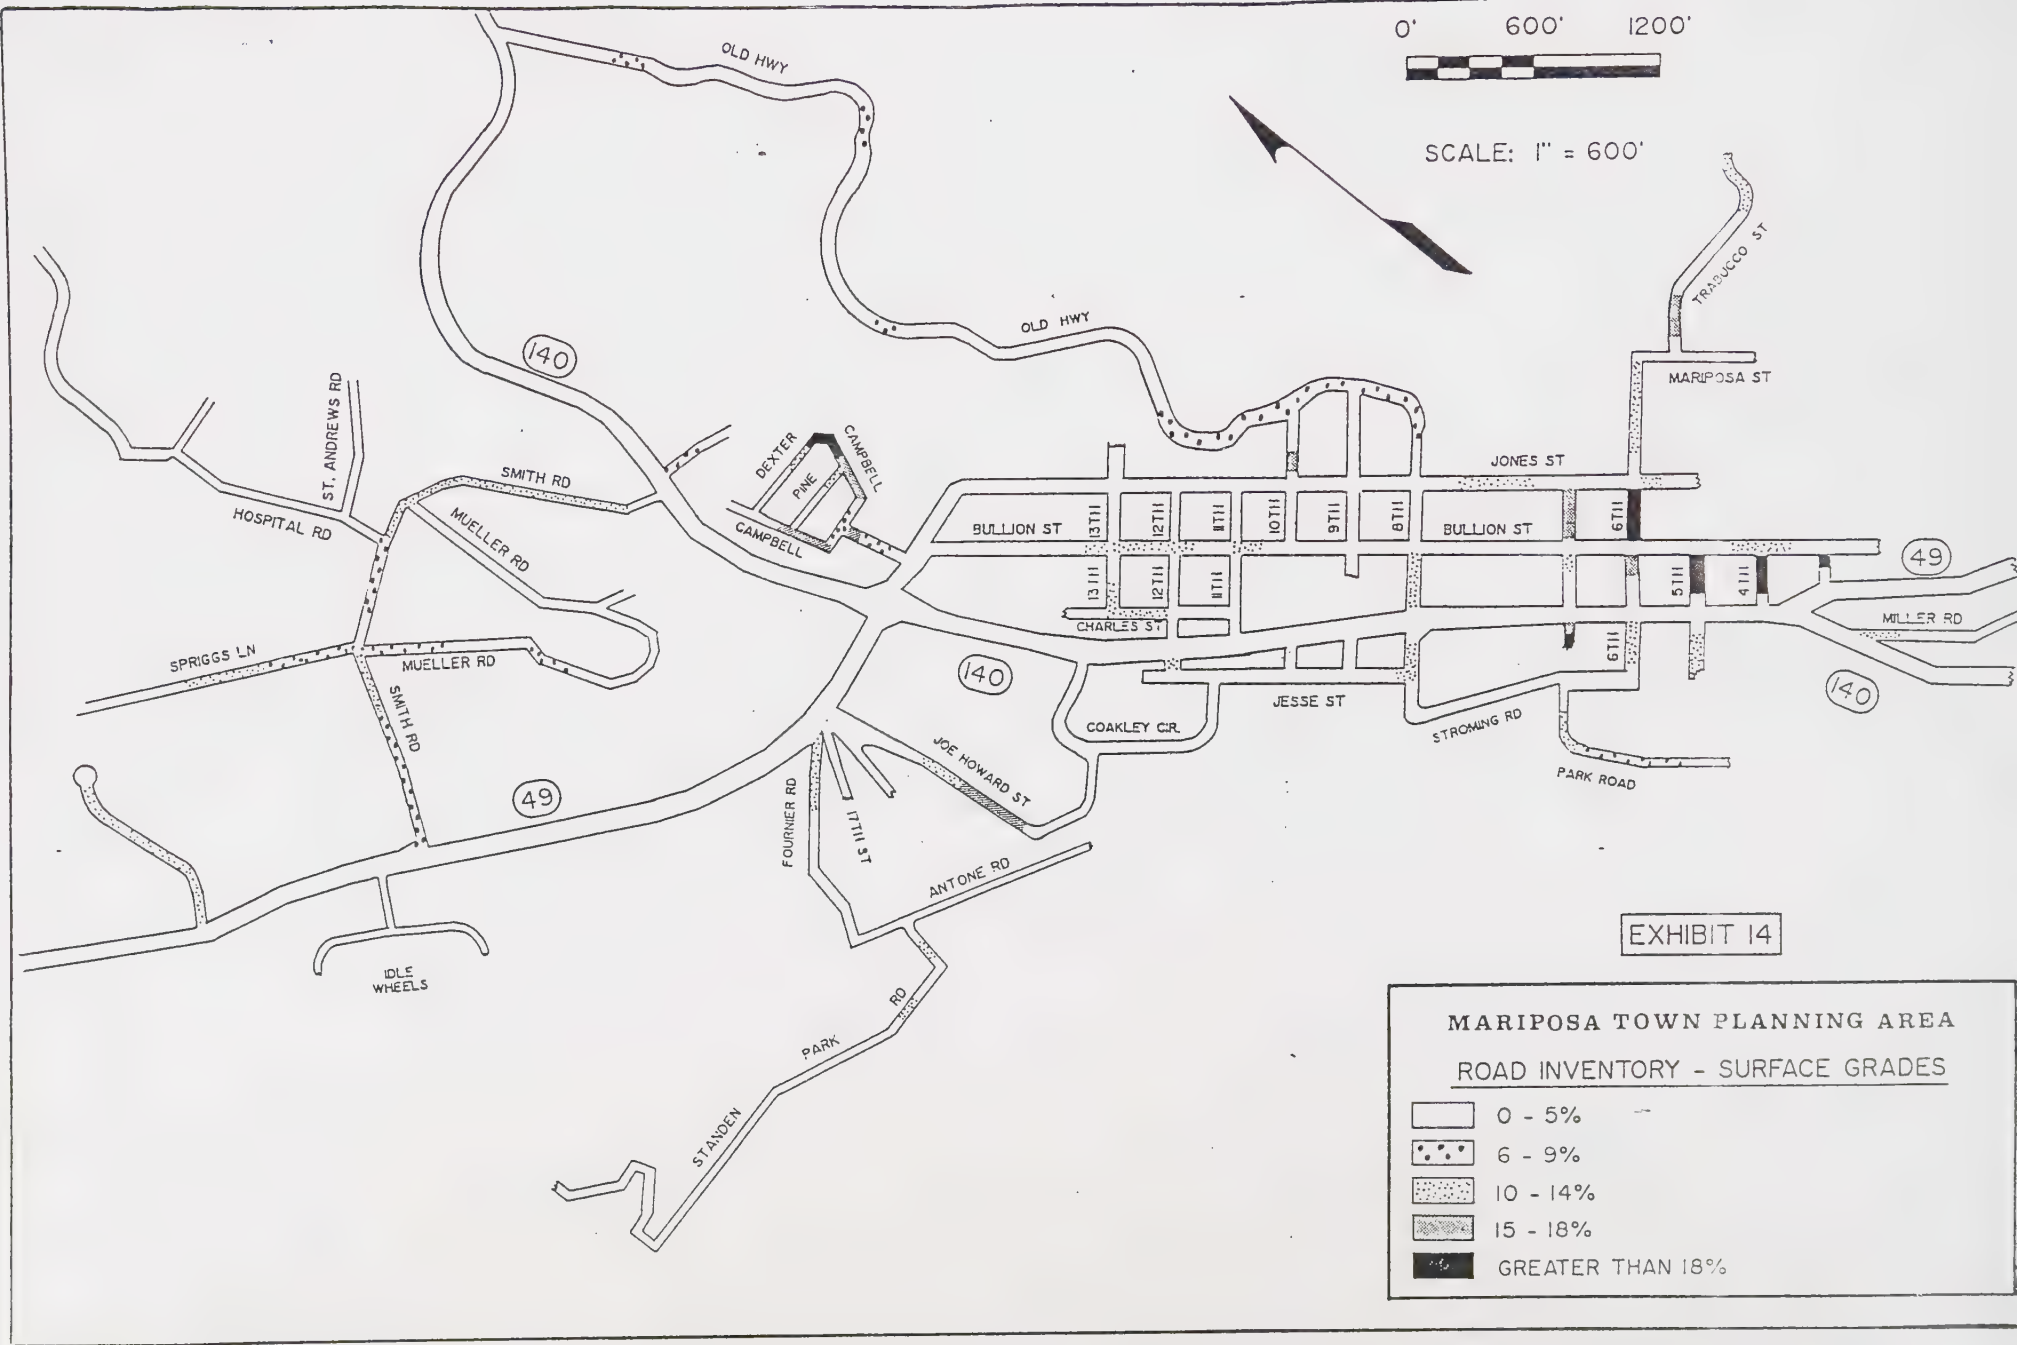 0' 600' 1200'
SCALE: 1" = 600'
OLD HWY
OLD HWY
TRABUCCO ST
MARIPOSA ST
140
ST. ANDREWS RD
HOSPITAL RD
SMITH RD
MUELLER RD
DEXTER
PINE
CAMPBELL
CAMPBELL
JONES ST
BULLION ST
13TH
12TH
11TH
10TH
9TH
8TH
BULLION ST
6TH
49
13TH
12TH
11TH
5TH
4TH
CHARLES ST
MILLER RD
6TH
SPRIGGS LN
MUELLER RD
SMITH RD
140
140
JESSE ST
COAKLEY CIR.
STROMING RD
PARK ROAD
JOE HOWARD ST
49
FOURNIER RD
17TH ST
ANTONE RD
IDLE
WHEELS
STANDEN PARK RD
EXHIBIT 14
MARIPOSA TOWN PLANNING AREA
ROAD INVENTORY - SURFACE GRADES
0 - 5%
6 - 9%
10 - 14%
15 - 18%
GREATER THAN 18%